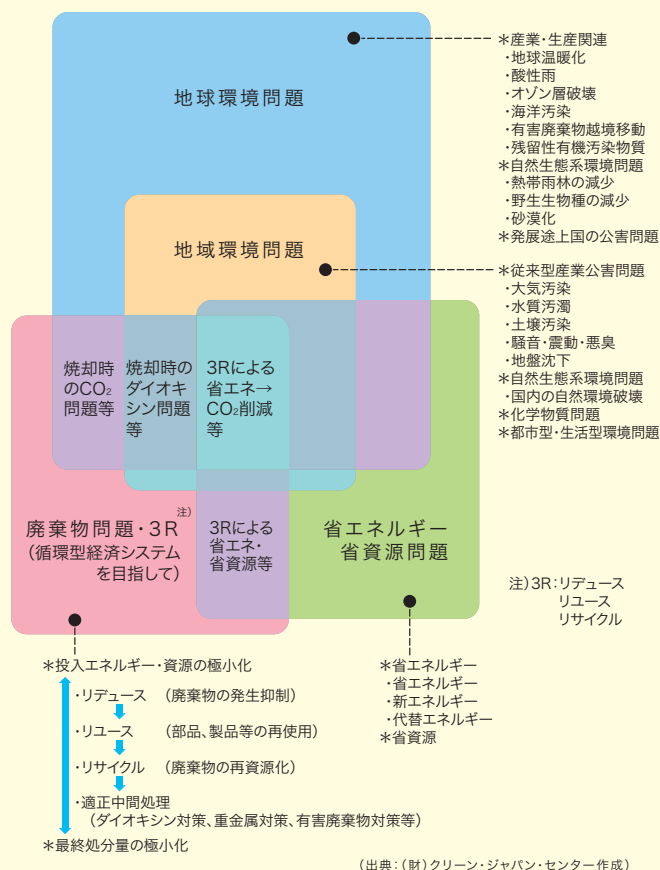 地球環境問題
＊産業・生産関連
・地球温暖化
・酸性雨
・オゾン層破壊
・海洋汚染
・有害廃棄物越境移動
・残留性有機汚染物質
＊自然生態系環境問題
・熱帯雨林の減少
・野生生物種の減少
・砂漠化
＊発展途上国の公害問題
地域環境問題
＊従来型産業公害問題
・大気汚染
・水質汚濁
・土壌汚染
・騒音・震動・悪臭
・地盤沈下
＊自然生態系環境問題
・国内の自然環境破壊
＊化学物質問題
＊都市型・生活型環境問題
焼却時
のCO₂
問題等
焼却時の
ダイオキ
シン問題
等
3Rによる
省エネ→
CO₂削減
等
廃棄物問題・3R注）
（循環型経済システム
を目指して）
3Rによる
省エネ・
省資源等
省エネルギー
省資源問題
注）3R：リデュース
リユース
リサイクル
＊投入エネルギー・資源の極小化
・リデュース （廃棄物の発生抑制）
・リユース （部品、製品等の再使用）
・リサイクル （廃棄物の再資源化）
・適正中間処理
（ダイオキシン対策、重金属対策、有害廃棄物対策等）
＊最終処分量の極小化
＊省エネルギー
・省エネルギー
・新エネルギー
・代替エネルギー
＊省資源
（出典：（財）クリーン・ジャパン・センター作成）